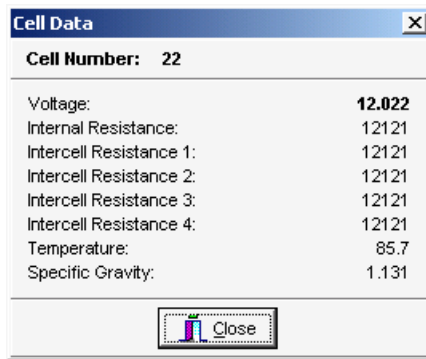 Cell Data
Cell Number: 22
Voltage: 12.022
Internal Resistance: 12121
Intercell Resistance 1: 12121
Intercell Resistance 2: 12121
Intercell Resistance 3: 12121
Intercell Resistance 4: 12121
Temperature: 85.7
Specific Gravity: 1.131
Close